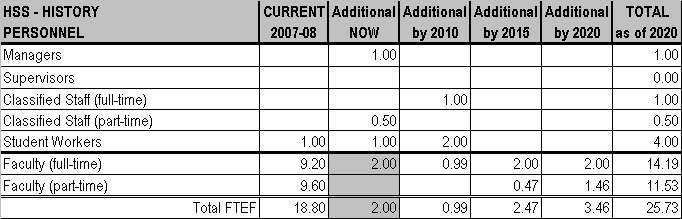 HSS - HISTORY CURRENT Additional Additional Additional Additional TOTAL
PERSONNEL 2007-08 NOW by 2010 by 2015 by 2020 as of 2020
Managers 1.00 1.00
Supervisors 0.00
Classified Staff (full-time) 1.00 1.00
Classified Staff (part-time) 0.50 0.50
Student Workers 1.00 1.00 2.00 4.00
Faculty (full-time) 9.20 2.00 0.99 2.00 2.00 14.19
Faculty (part-time) 9.60 0.47 1.46 11.53
Total FTEF 18.80 2.00 0.99 2.47 3.46 25.73